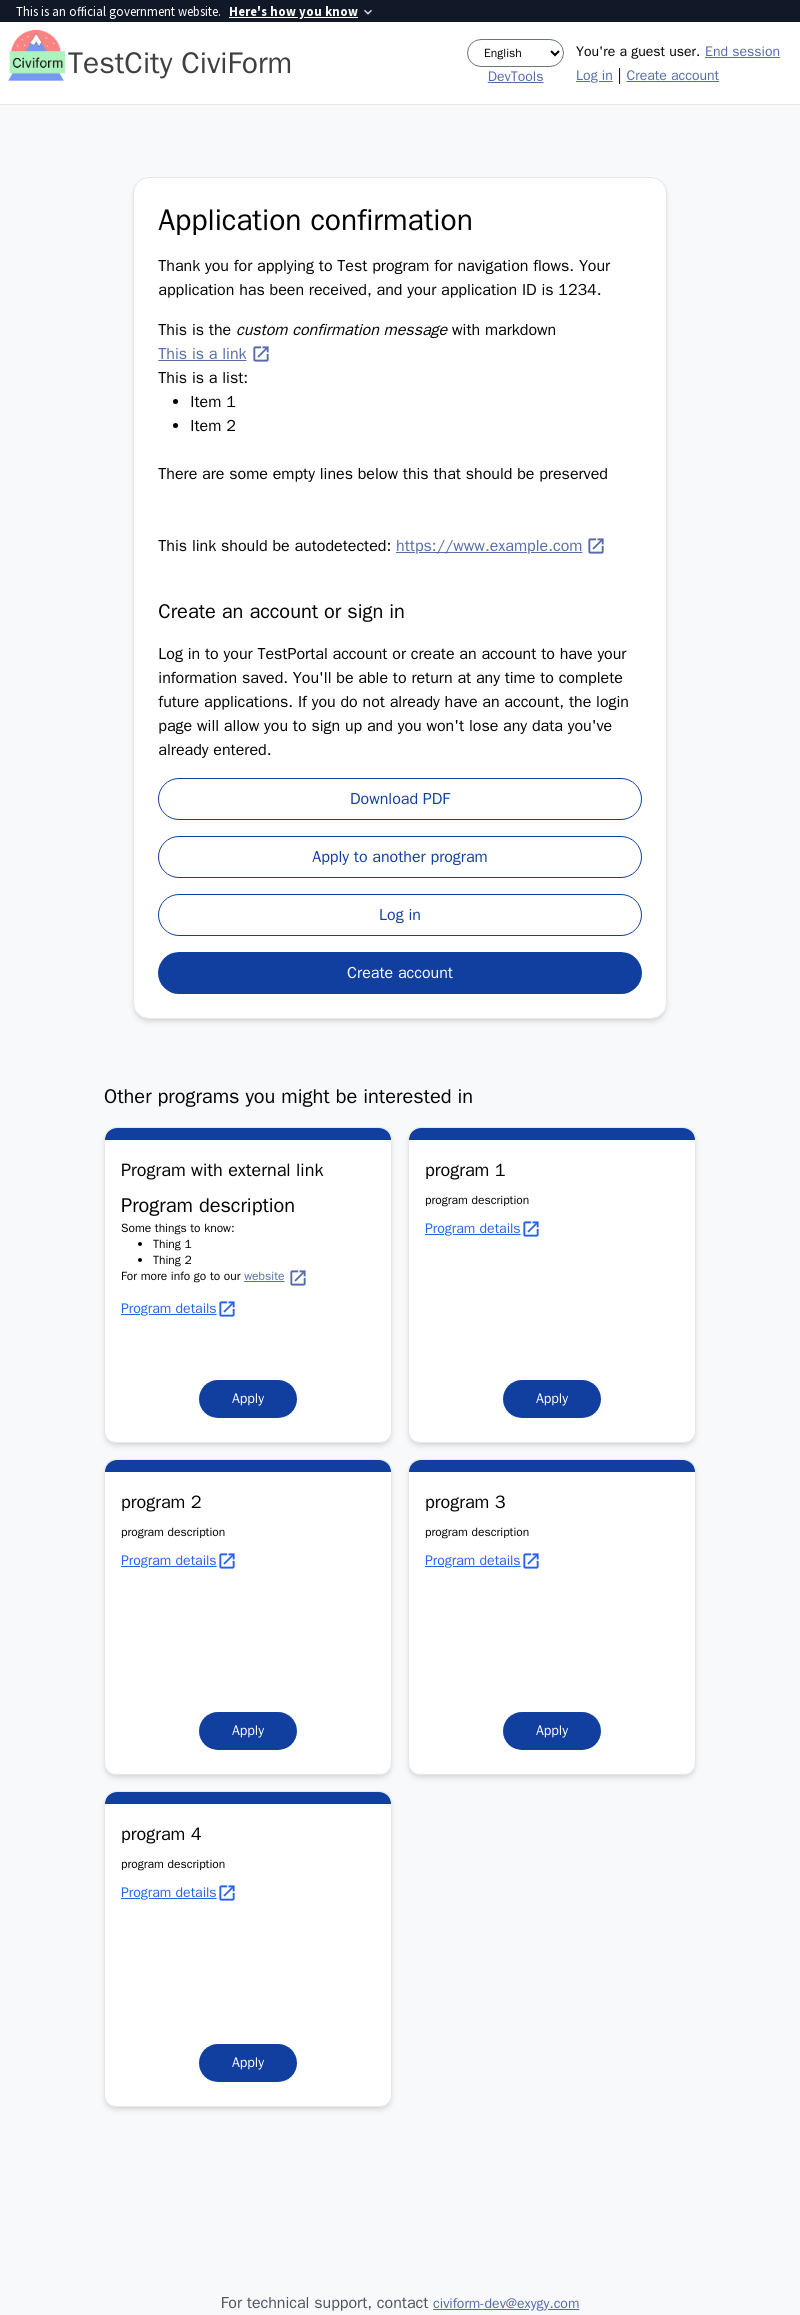 This is an official government website. Here's how you know
Civiform
TestCity CiviForm
English
DevTools
You're a guest user. End session
Log in | Create account
Application confirmation
Thank you for applying to Test program for navigation flows. Your
application has been received, and your application ID is 1234.
This is the custom confirmation message with markdown
This is a link
This is a list:
• Item 1
• Item 2
There are some empty lines below this that should be preserved
This link should be autodetected: https://www.example.com
Create an account or sign in
Log in to your TestPortal account or create an account to have your
information saved. You'll be able to return at any time to complete
future applications. If you do not already have an account, the login
page will allow you to sign up and you won't lose any data you've
already entered.
Download PDF
Apply to another program
Log in
Create account
Other programs you might be interested in
Program with external link
Program description
Some things to know:
• Thing 1
• Thing 2
For more info go to our website
Program details
Apply
program 1
program description
Program details
Apply
program 2
program description
Program details
Apply
program 3
program description
Program details
Apply
program 4
program description
Program details
Apply
For technical support, contact civiform-dev@exygy.com